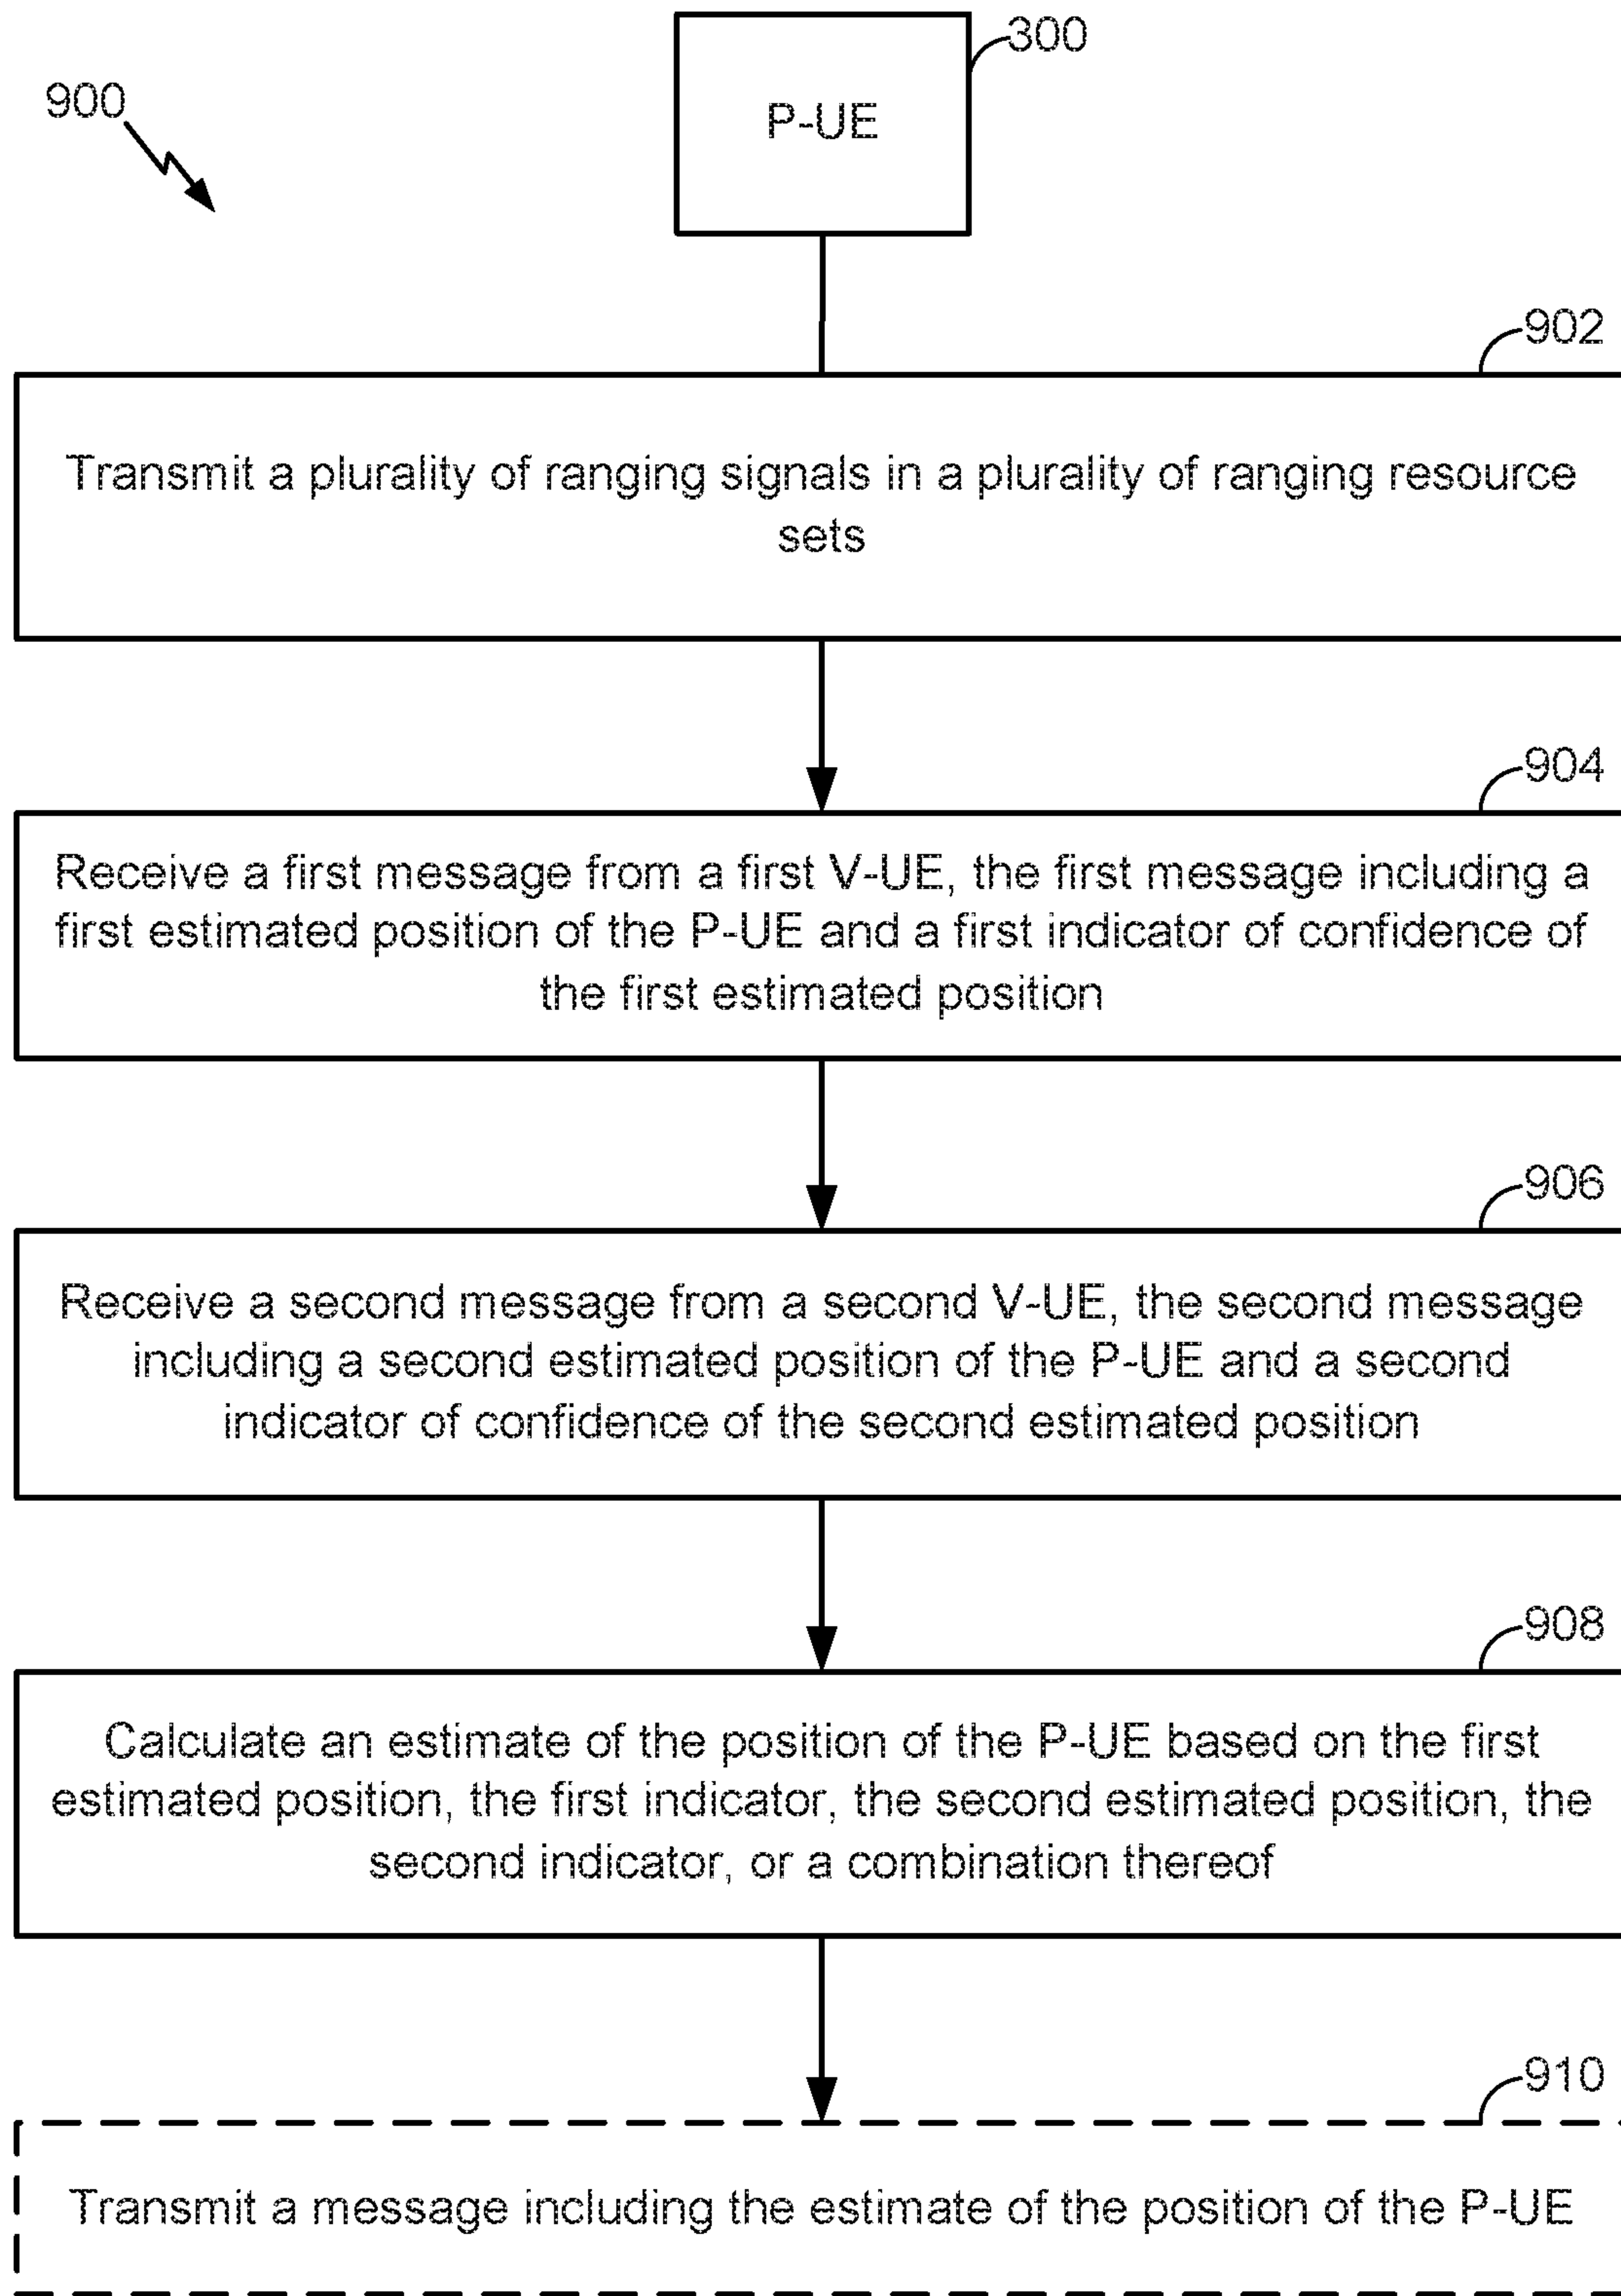 300
900
P-UE
902
Transmit a plurality of ranging signals in a plurality of ranging resource
sets
904
Receive a first message from a first V-UE, the first message including a
first estimated position of the P-UE and a first indicator of confidence of
the first estimated position
906
Receive a second message from a second V-UE, the second message
including a second estimated position of the P-UE and a second
indicator of confidence of the second estimated position
908
Calculate an estimate of the position of the P-UE based on the first
estimated position, the first indicator, the second estimated position, the
second indicator, or a combination thereof
910
Transmit a message including the estimate of the position of the P-UE